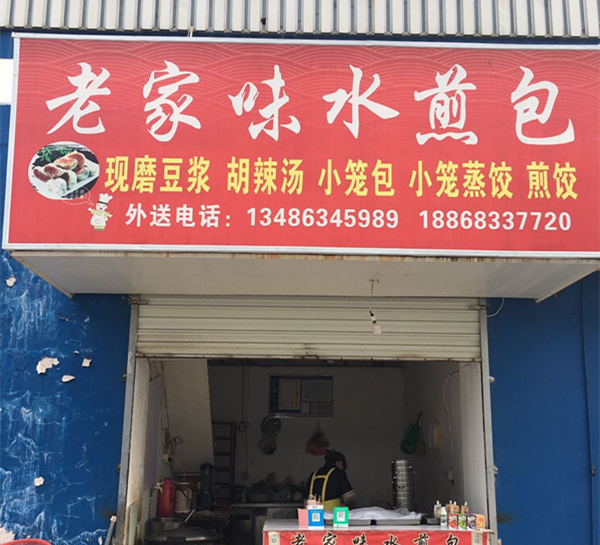 老家味水煎包
现磨豆浆 胡辣汤 小笼包 小笼蒸饺 煎饺
外送电话：13486345989 18868337720
老家味水煎包